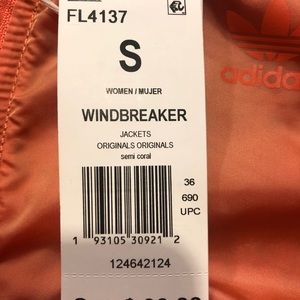 FL4137
adidas
S
WOMEN / MUJER
WINDBREAKER
JACKETS
ORIGINALS ORIGINALS
semi coral
36
690
UPC
1 93105 30921 2
124642124